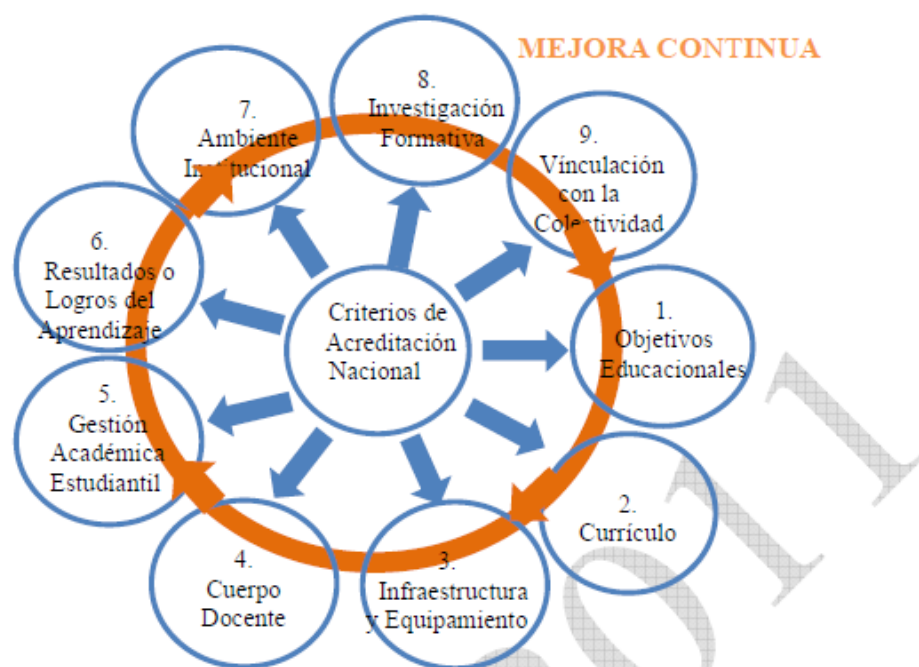 MEJORA CONTINUA
Criterios de
Acreditación
Nacional
1.
Objetivos
Educacionales
2.
Currículo
3.
Infraestructura
y Equipamiento
4.
Cuerpo
Docente
5.
Gestión
Académica
Estudiantil
6.
Resultados o
Logros del
Aprendizaje
7.
Ambiente
Institucional
8.
Investigación
Formativa
9.
Vínculación
con la
Colectividad